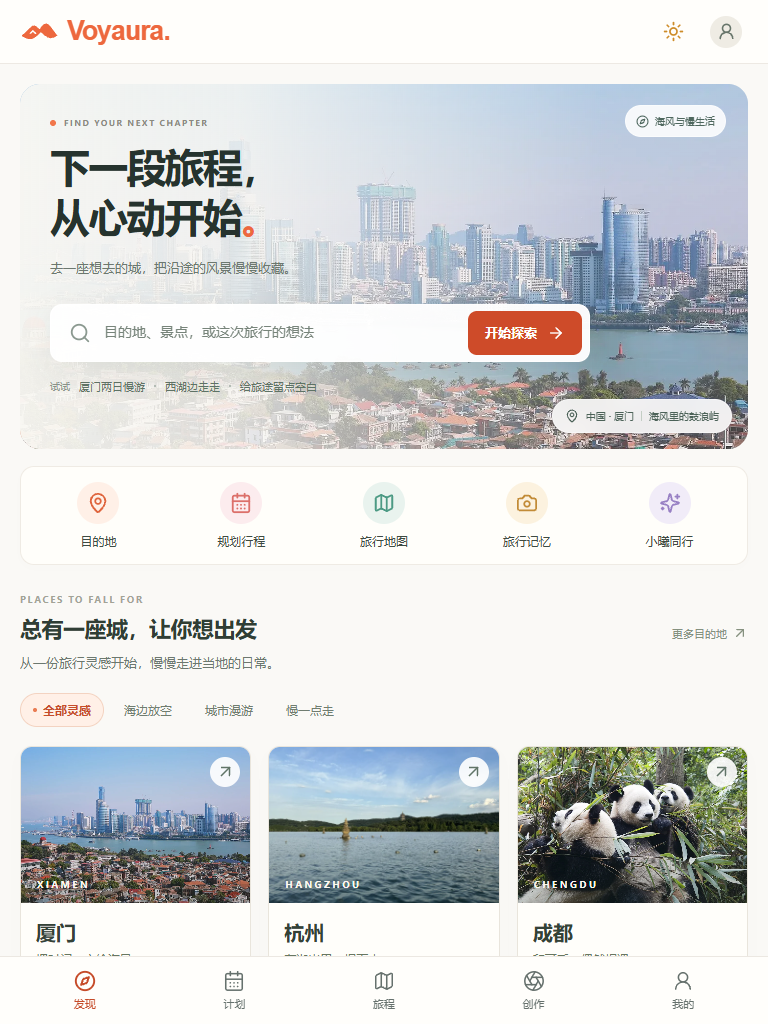 Voyaura.
FIND YOUR NEXT CHAPTER
海风与慢生活
下一段旅程，
从心动开始。
去一座想去的城，把沿途的风景慢慢收藏。
目的地、景点，或这次旅行的想法
开始探索
试试 厦门两日慢游 · 西湖边走走 · 给旅途留点空白
中国 · 厦门 | 海风里的鼓浪屿
目的地
规划行程
旅行地图
旅行记忆
小曦同行
PLACES TO FALL FOR
总有一座城，让你想出发
更多目的地
从一份旅行灵感开始，慢慢走进当地的日常。
全部灵感
海边放空
城市漫游
慢一点走
XIAMEN
HANGZHOU
CHENGDU
厦门
杭州
成都
发现
计划
旅程
创作
我的